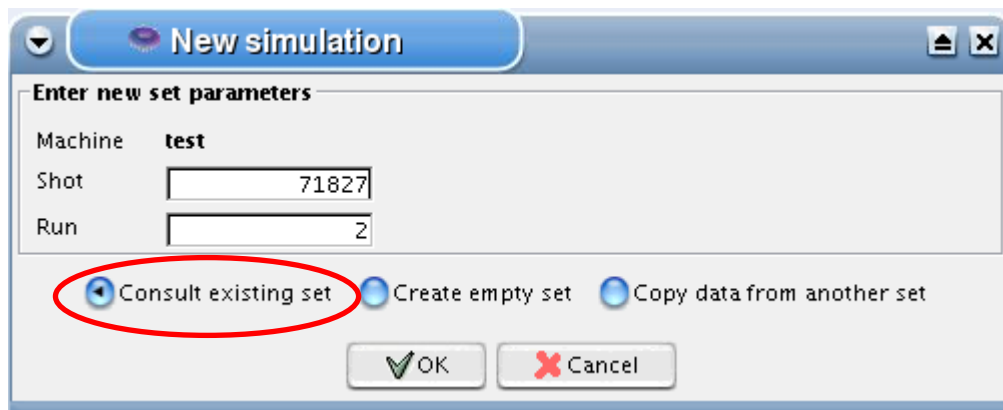 New simulation
Enter new set parameters
Machine test
Shot 71827
Run 2
Consult existing set Create empty set Copy data from another set
OK Cancel